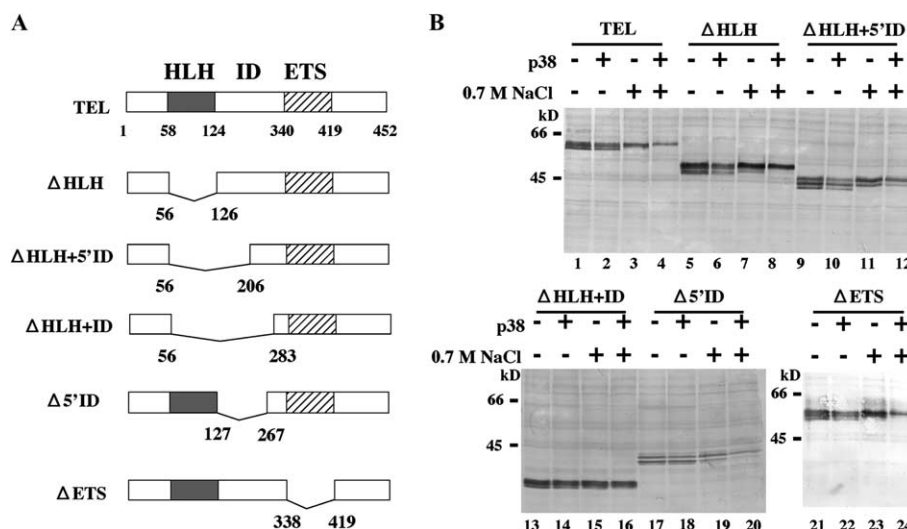 A
HLH ID ETS
TEL
1 58 124 340 419 452
ΔHLH
56 126
ΔHLH+5'ID
56 206
ΔHLH+ID
56 283
Δ5'ID
127 267
ΔETS
338 419
B
TEL ΔHLH ΔHLH+5'ID
p38 - + - + - + - + - + - +
0.7 M NaCl - - + + - - + + - - + +
kD
66
45
1 2 3 4 5 6 7 8 9 10 11 12
ΔHLH+ID Δ5'ID ΔETS
p38 - + - + - + - + - + - +
0.7 M NaCl - - + + - - + + - - + +
kD kD
66 66
45 45
13 14 15 16 17 18 19 20 21 22 23 24